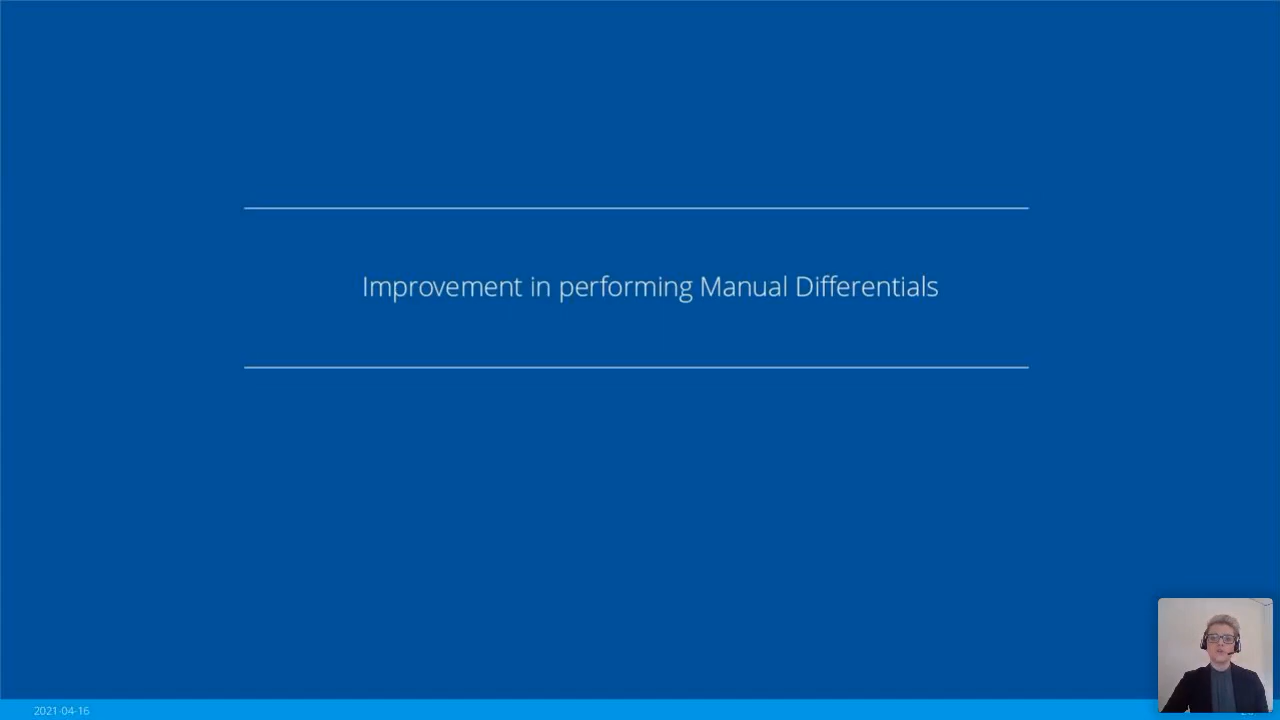 Improvement in performing Manual Differentials
2021-04-16